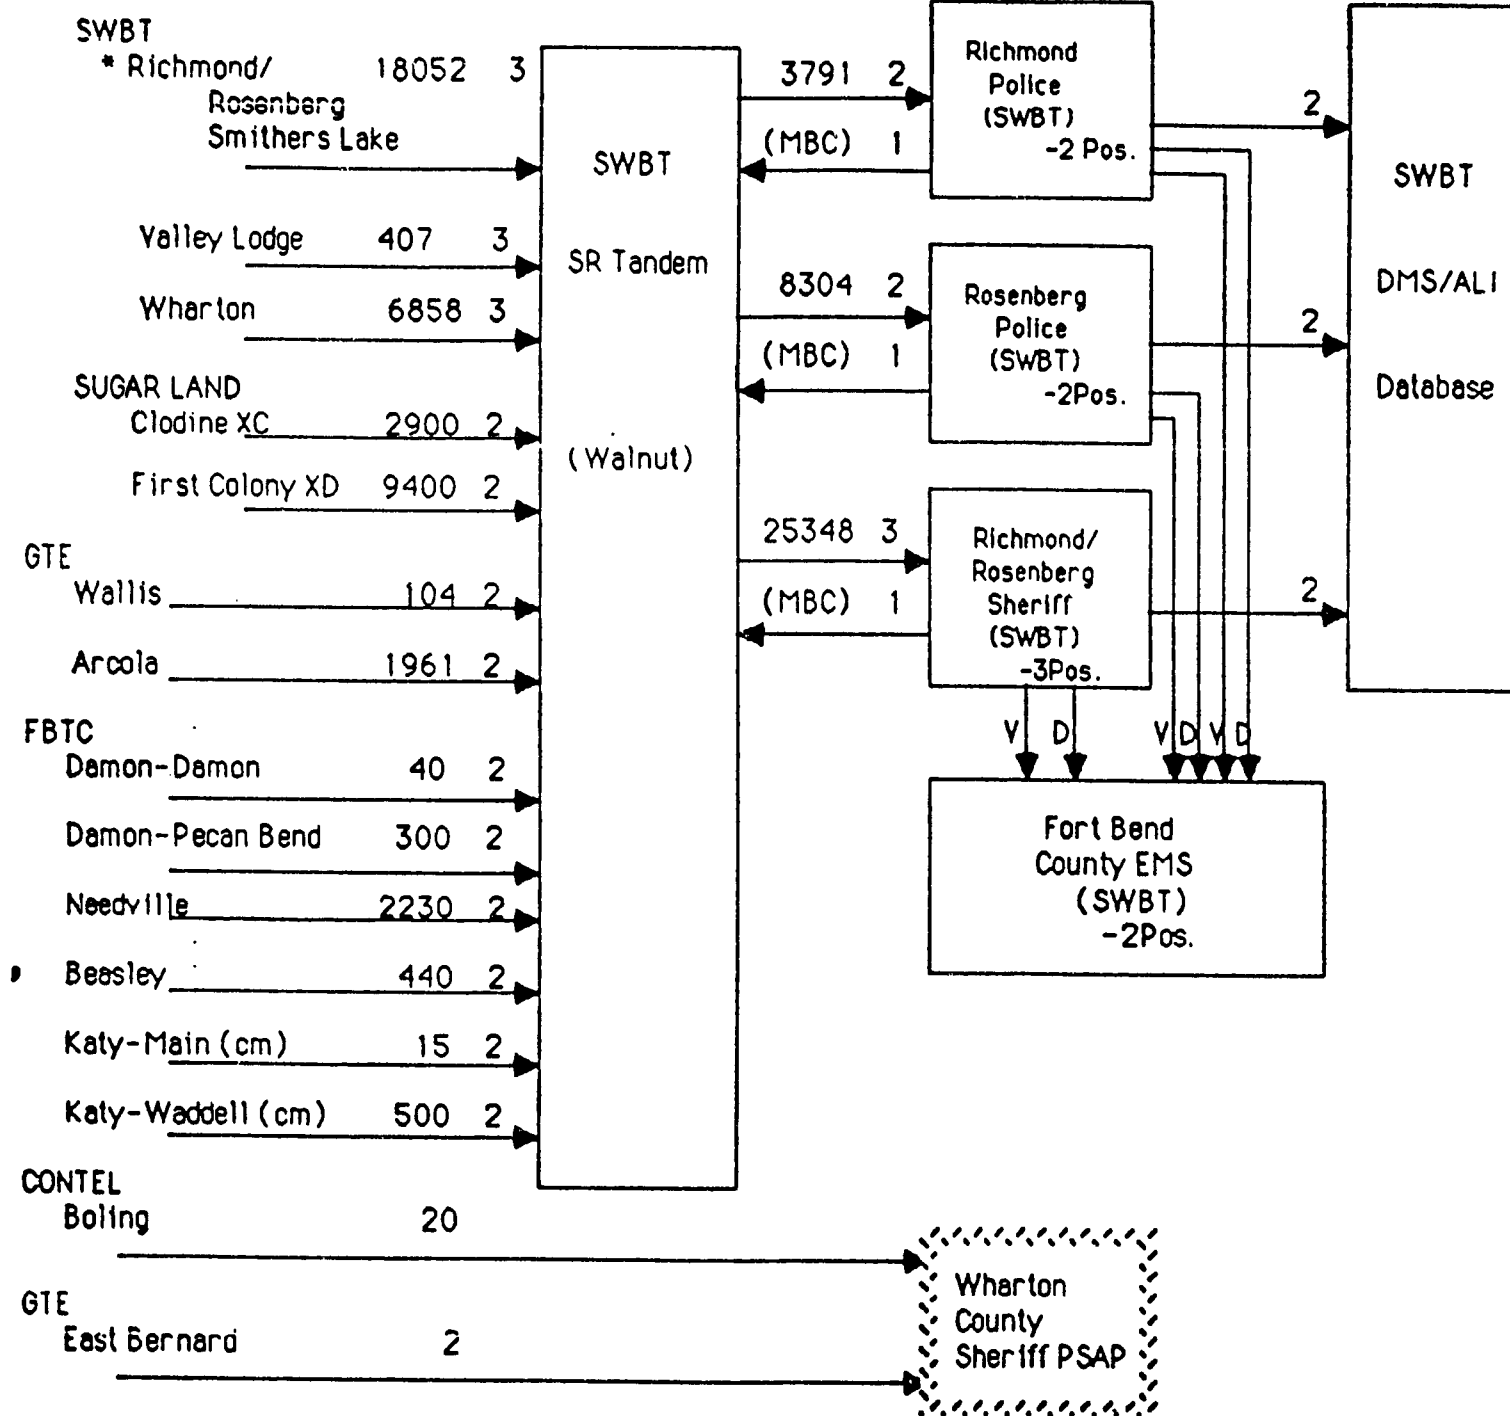 SWBT
* Richmond/ 18052 3
Rosenberg
Smithers Lake
Valley Lodge 407 3
Wharton 6858 3
SUGAR LAND
Clodine XC 2900 2
First Colony XD 9400 2
GTE
Wallis 104 2
Arcola 1961 2
FBTC
Damon-Damon 40 2
Damon-Pecan Bend 300 2
Needville 2230 2
Beasley 440 2
Katy-Main (cm) 15 2
Katy-Waddell (cm) 500 2
CONTEL
Boling 20
GTE
East Bernard 2
SWBT
SR Tandem
(Walnut)
3791 2
(MBC) 1
8304 2
(MBC) 1
25348 3
(MBC) 1
Richmond
Police
(SWBT)
-2 Pos.
Rosenberg
Police
(SWBT)
-2Pos.
Richmond/
Rosenberg
Sheriff
(SWBT)
-3Pos.
2
2
2
SWBT
DMS/ALI
Database
V D V D V D
Fort Bend
County EMS
(SWBT)
-2Pos.
Wharton
County
Sheriff PSAP